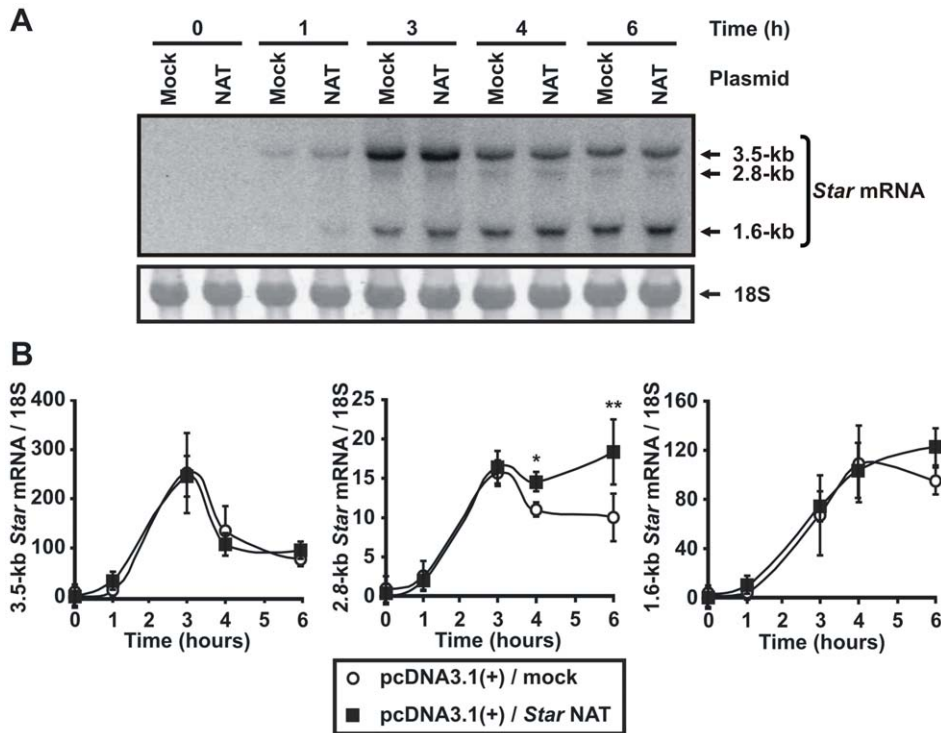 A
0 1 3 4 6 Time (h)
Mock NAT Mock NAT Mock NAT Mock NAT Mock NAT Plasmid
3.5-kb
2.8-kb
Star mRNA
1.6-kb
18S
B
3.5-kb Star mRNA / 18S
400
300
200
100
0
0 1 2 3 4 5 6
Time (hours)
2.8-kb Star mRNA / 18S
25
20
15
10
5
0
* **
0 1 2 3 4 5 6
Time (hours)
1.6-kb Star mRNA / 18S
160
120
80
40
0
0 1 2 3 4 5 6
Time (hours)
pcDNA3.1(+) / mock
pcDNA3.1(+) / Star NAT